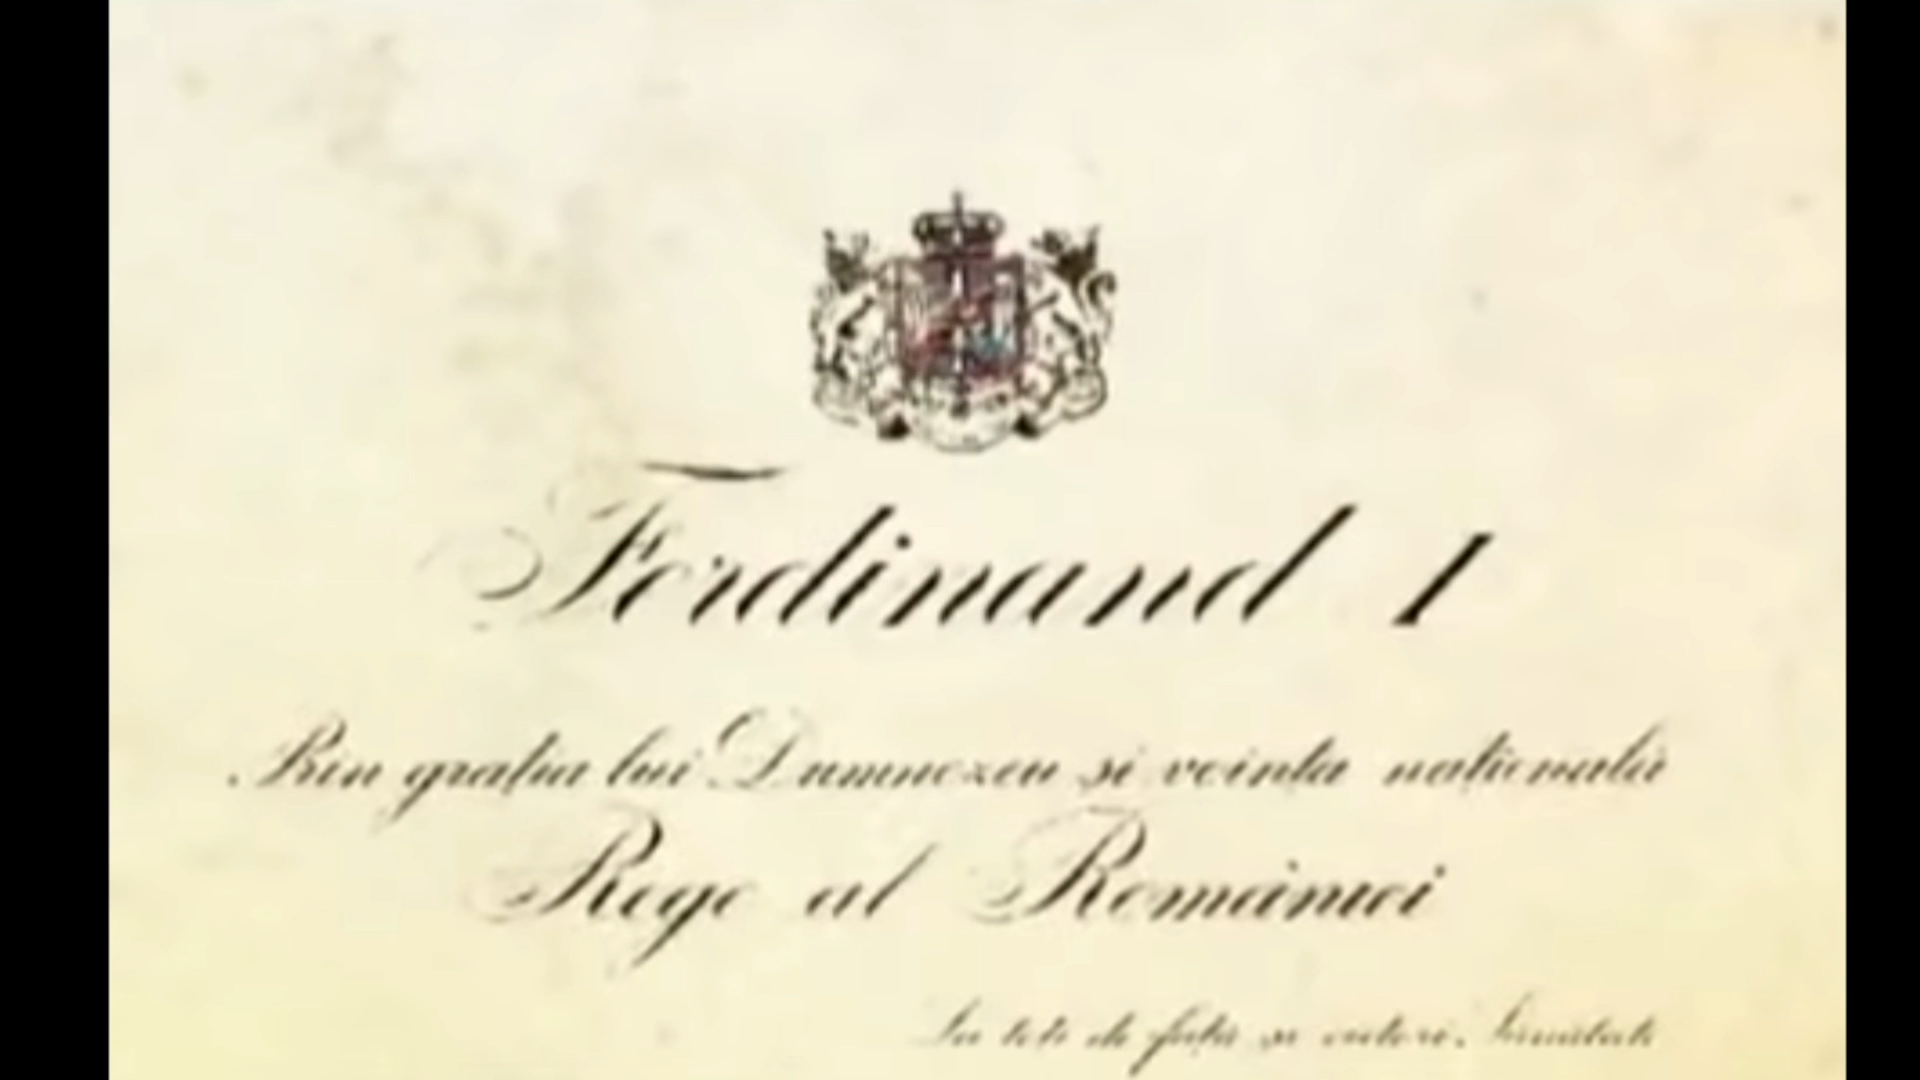 Ferdinand I
Prin grația lui Dumnezeu și voința națională
Rege al României
La toți de față și viitori, Sănătate